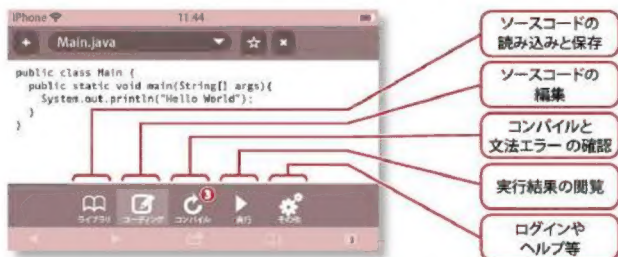 iPhone 11:44
Main.java
public class Main {
public static void main(String[] args){
System.out.println("Hello World");
}
}
3
ライブラリ コーディング コンパイル 実行 その他
3
ソースコードの
読み込みと保存
ソースコードの
編集
コンパイルと
文法エラーの確認
実行結果の閲覧
ログインや
ヘルプ等